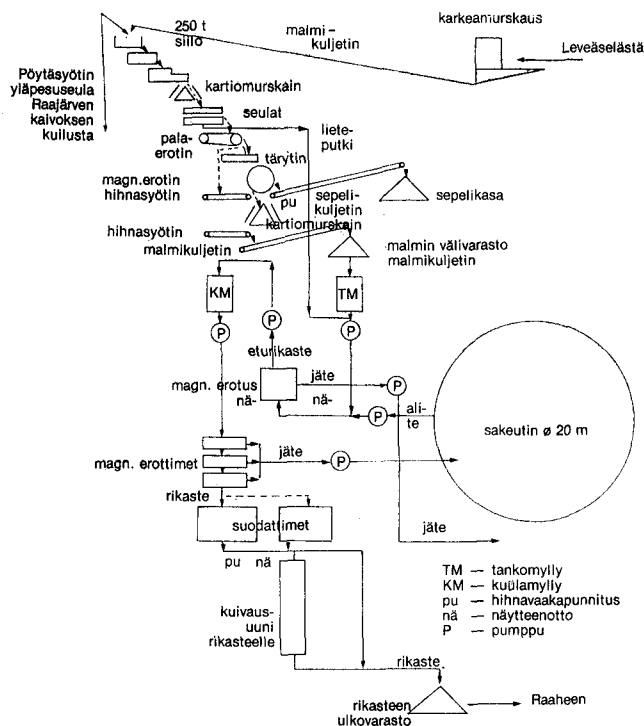 karkeamurskaus
250 t
siilo
malmi-
kuljetin
Leveäselästä
Pöytäsyötin
yläpesuseula
Raajärven
kaivoksen
kuilusta
kartiomurskain
seulat
pala-
erotin
liete-
putki
tärytin
magn.erotin
hihnasyötin
pu
sepeli-
kuljetin
kartiomurskain
sepelikasa
hihnasyötin
malmikuljetin
malmin välivarasto
malmikuljetin
KM
TM
P
P
P
eturikaste
magn. erotus
nä-
jäte
nä-
P
P
ali-
te
sakeutin ø 20 m
magn. erottimet
jäte
P
rikaste
suodattimet
jäte
pu
nä
TM — tankomylly
KM — kuülamylly
pu — hihnavaakapunnitus
nä — näytteenotto
P — pumppu
kuivaus-
uuni
rikasteelle
rikaste
rikasteen
ulkovarasto
Raaheen